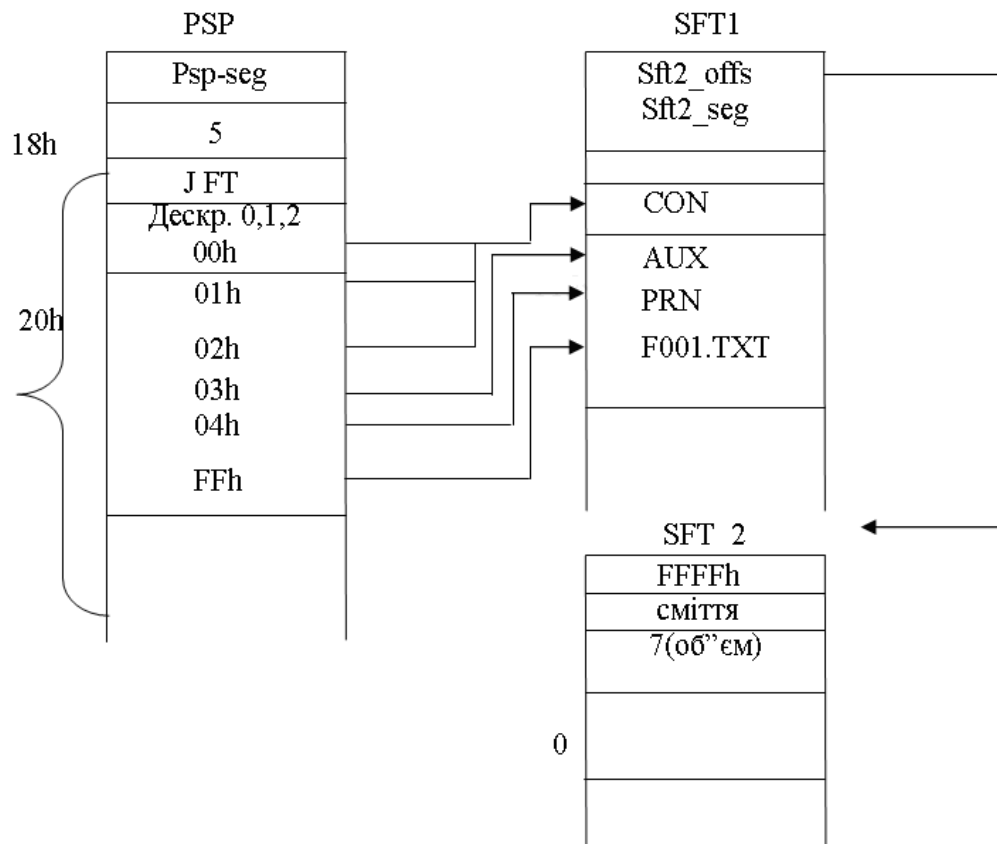 PSP
Psp-seg
5
18h
J FT
Дескр. 0,1,2
00h
01h
20h
02h
03h
04h
FFh
SFT1
Sft2_offs
Sft2_seg
CON
AUX
PRN
F001.TXT
SFT 2
FFFFh
сміття
7(об”єм)
0